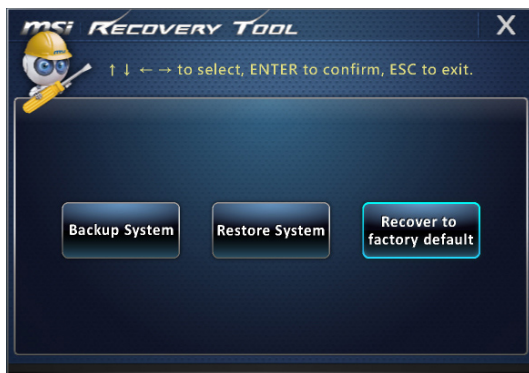 msi RECOVERY TOOL X
↑ ↓ ← → to select, ENTER to confirm, ESC to exit.
Backup System
Restore System
Recover to
factory default